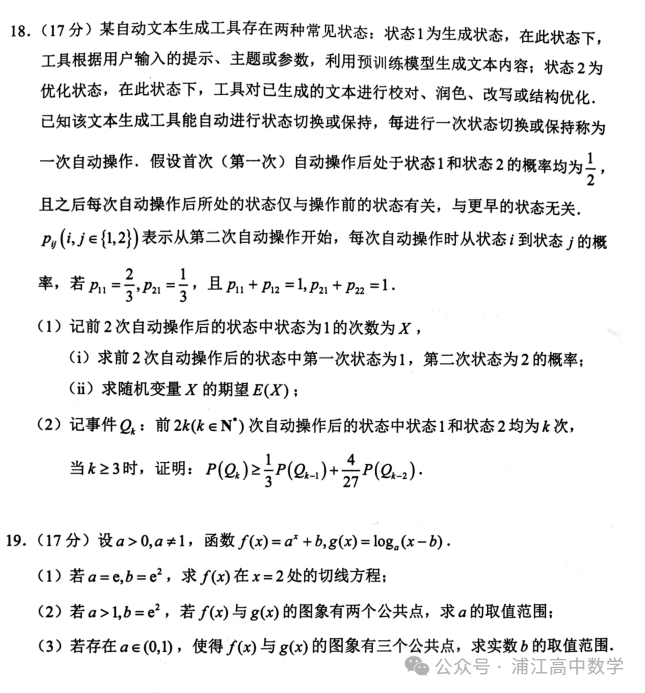 18.（17分）某自动文本生成工具存在两种常见状态：状态1为生成状态，在此状态下，
工具根据用户输入的提示、主题或参数，利用预训练模型生成文本内容；状态2为
优化状态，在此状态下，工具对已生成的文本进行校对、润色、改写或结构优化．
已知该文本生成工具能自动进行状态切换或保持，每进行一次状态切换或保持称为
一次自动操作．假设首次（第一次）自动操作后处于状态1和状态2的概率均为1/2，
且之后每次自动操作后所处的状态仅与操作前的状态有关，与更早的状态无关．
p_{ij}(i,j∈{1,2})表示从第二次自动操作开始，每次自动操作时从状态i到状态j的概
率，若p₁₁=2/3,p₂₁=1/3，且p₁₁+p₁₂=1,p₂₁+p₂₂=1．
（1）记前2次自动操作后的状态中状态为1的次数为X，
（i）求前2次自动操作后的状态中第一次状态为1，第二次状态为2的概率；
（ii）求随机变量X的期望E(X)；
（2）记事件Q_k：前2k(k∈N*)次自动操作后的状态中状态1和状态2均为k次，
当k≥3时，证明：P(Q_k)≥1/3P(Q_{k-1})+4/27P(Q_{k-2})．
19.（17分）设a>0,a≠1，函数f(x)=aˣ+b,g(x)=logₐ(x-b)．
（1）若a=e,b=e²，求f(x)在x=2处的切线方程；
（2）若a>1,b=e²，若f(x)与g(x)的图象有两个公共点，求a的取值范围；
（3）若存在a∈(0,1)，使得f(x)与g(x)的图象有三个公共点，求实数b的取值范围．
公众号·浦江高中数学